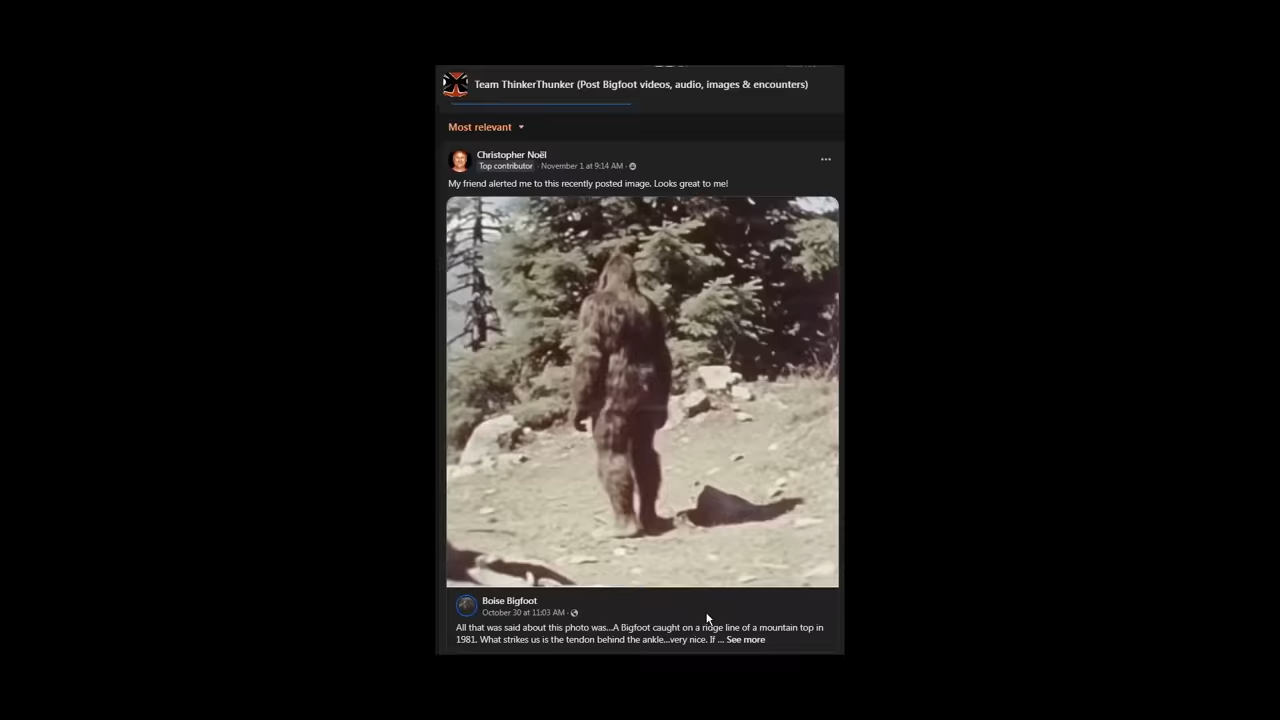 Team ThinkerThunker (Post Bigfoot videos, audio, images & encounters)
Most relevant
Christopher Noël
Top contributor · November 1 at 9:14 AM ·
My friend alerted me to this recently posted image. Looks great to me!
Boise Bigfoot
October 30 at 11:03 AM ·
All that was said about this photo was...A Bigfoot caught on a ridge line of a mountain top in
1981. What strikes us is the tendon behind the ankle...very nice. If ... See more